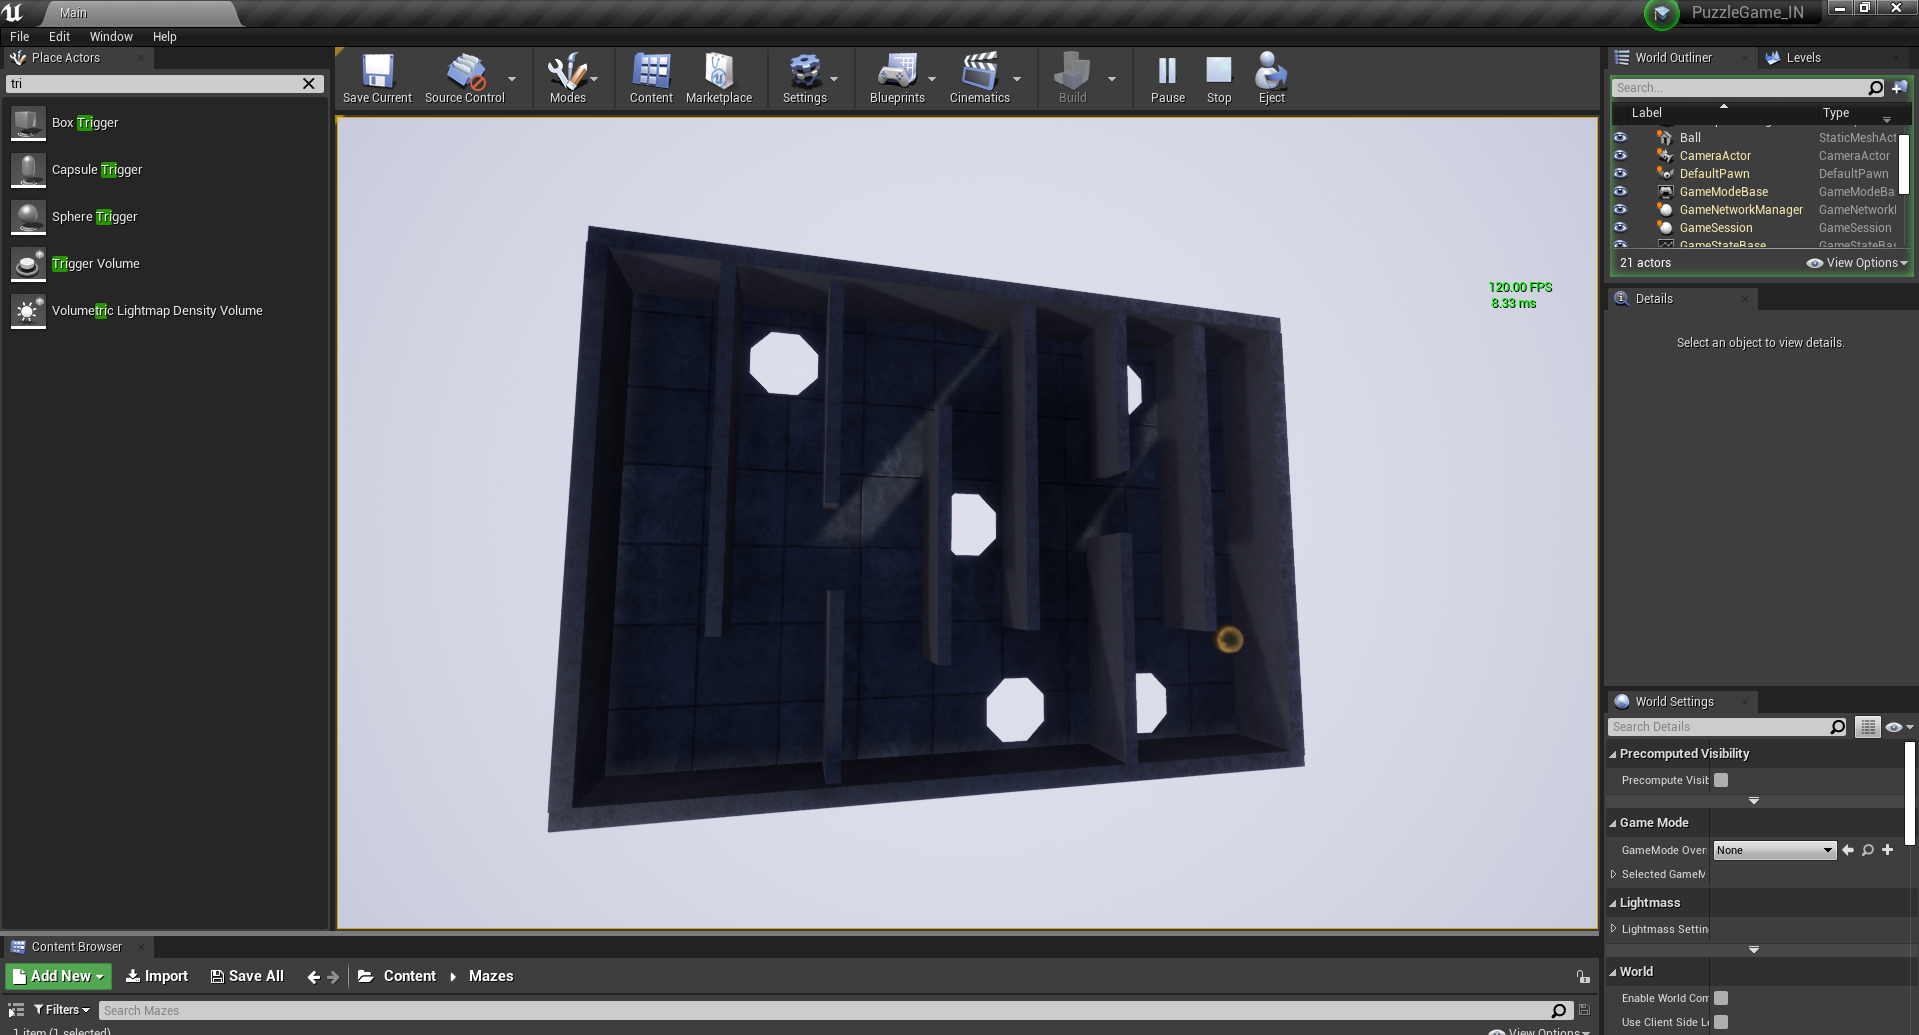 Main
PuzzleGame_IN
File Edit Window Help
Place Actors
tri
Box Trigger
Capsule Trigger
Sphere Trigger
Trigger Volume
Volumetric Lightmap Density Volume
Save Current
Source Control
Modes
Content
Marketplace
Settings
Blueprints
Cinematics
Build
Pause
Stop
Eject
120.00 FPS
8.33 ms
World Outliner
Levels
Search...
Label Type
Ball StaticMeshAct
CameraActor CameraActor
DefaultPawn DefaultPawn
GameModeBase GameModeBa
GameNetworkManager GameNetworkI
GameSession GameSession
GameStateBase GameStateBas
21 actors
View Options
Details
Select an object to view details.
World Settings
Search Details
Precomputed Visibility
Precompute Visib
Game Mode
GameMode Over None
Selected GameM
Lightmass
Lightmass Settin
World
Enable World Com
Use Client Side L
Content Browser
Add New Import Save All Content Mazes
Filters Search Mazes
1 item (1 selected)
View Options